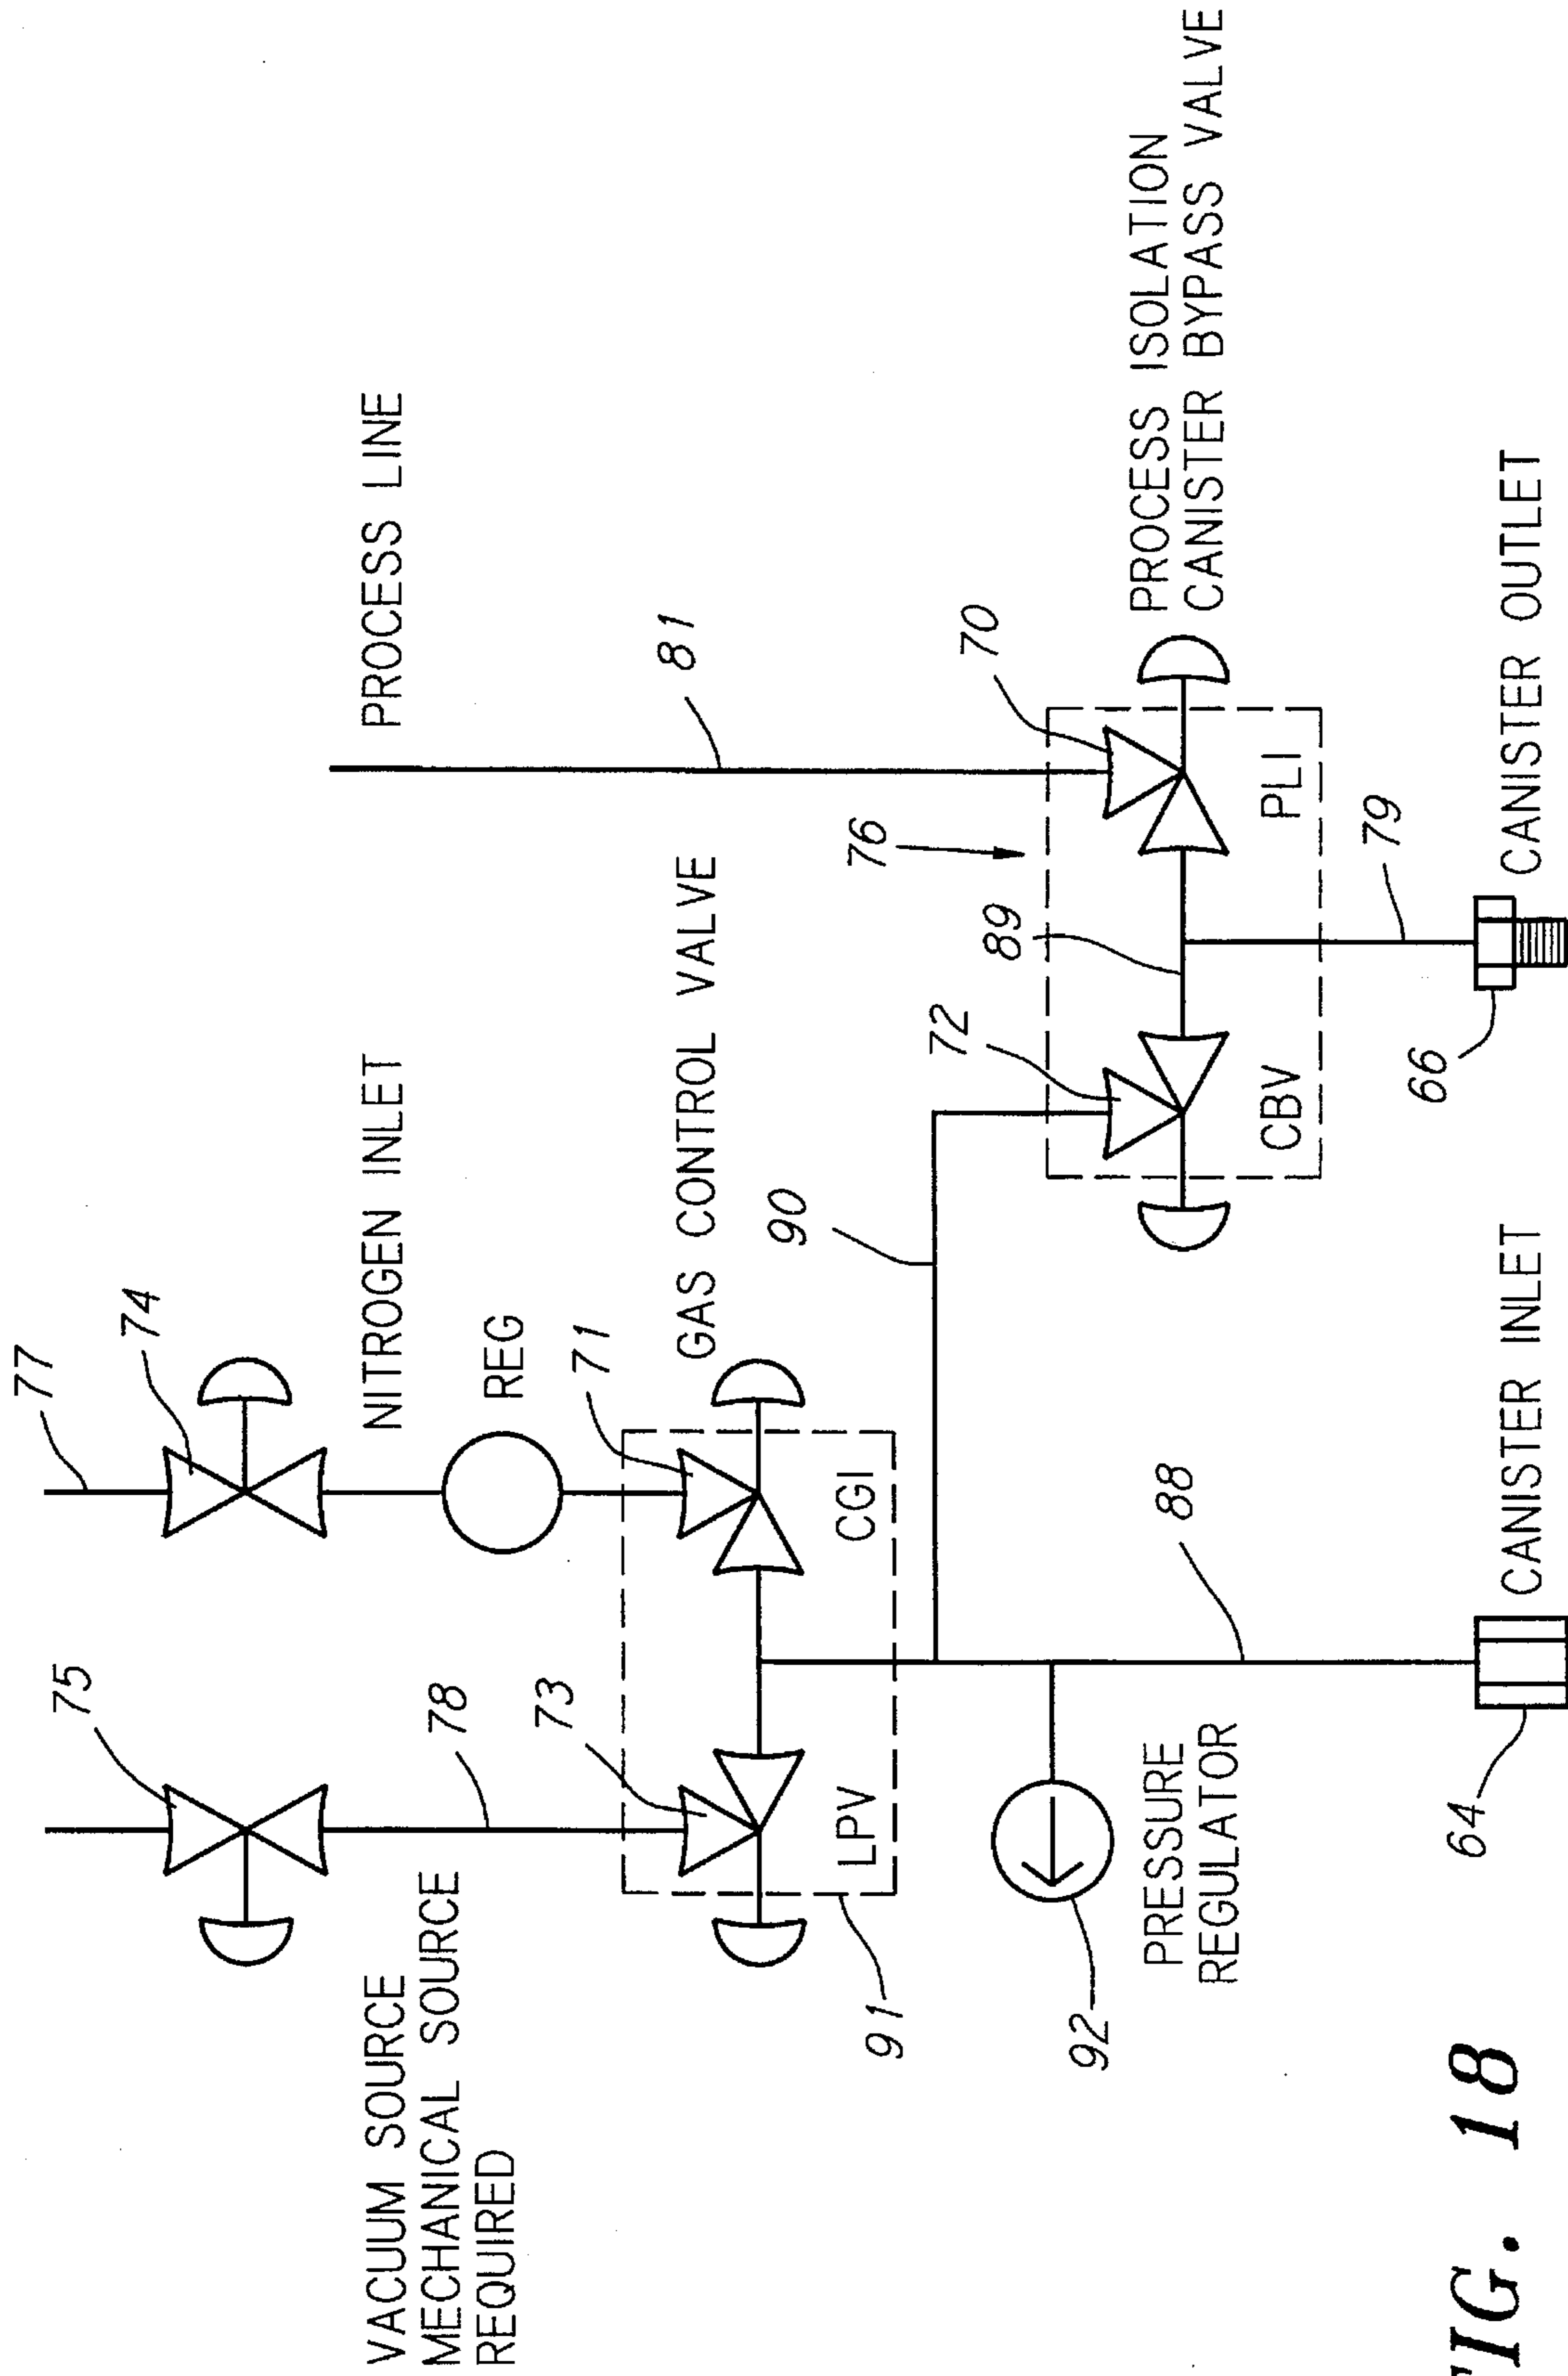 VACUUM SOURCE
MECHANICAL SOURCE
REQUIRED
75
78
73
LPV
91
77
74
NITROGEN INLET
REG
71
CGI
GAS CONTROL VALVE
PRESSURE
REGULATOR
92
88
64
CANISTER INLET
90
PROCESS LINE
81
76
89
72
70
CBV
PLI
PROCESS ISOLATION
CANISTER BYPASS VALVE
79
66
CANISTER OUTLET
FIG. 18